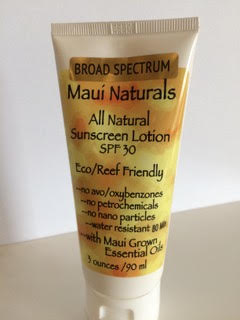 BROAD SPECTRUM
Maui Naturals
All Natural
Sunscreen Lotion
SPF 30
Eco/Reef Friendly
--no avo/oxybenzones
--no petrochemicals
--no nano particles
--water resistant 80 MIN
--with Maui Grown
Essential Oils
3 ounces /90 ml